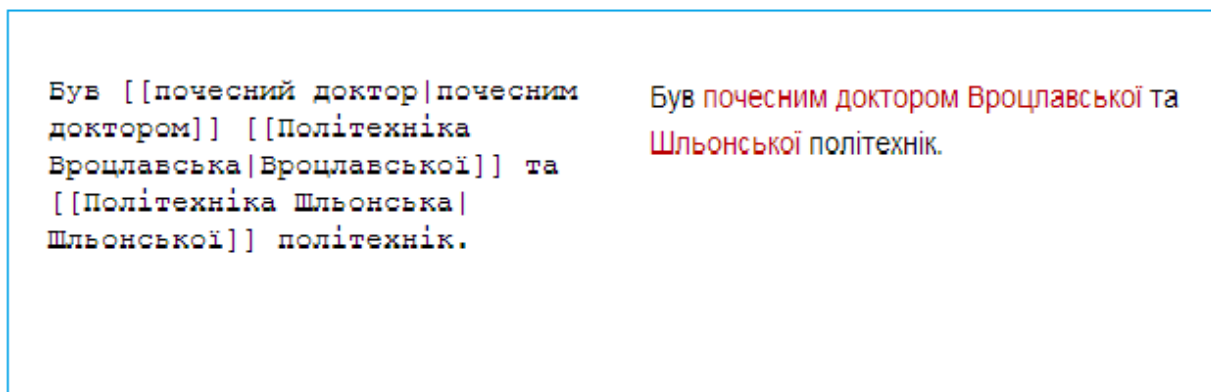 Був [[почесний доктор|почесним
доктором]] [[Політехніка
Вроцлавська|Вроцлавської]] та
[[Політехніка Шльонська|
Шльонської]] політехнік.
Був почесним доктором Вроцлавської та
Шльонської політехнік.